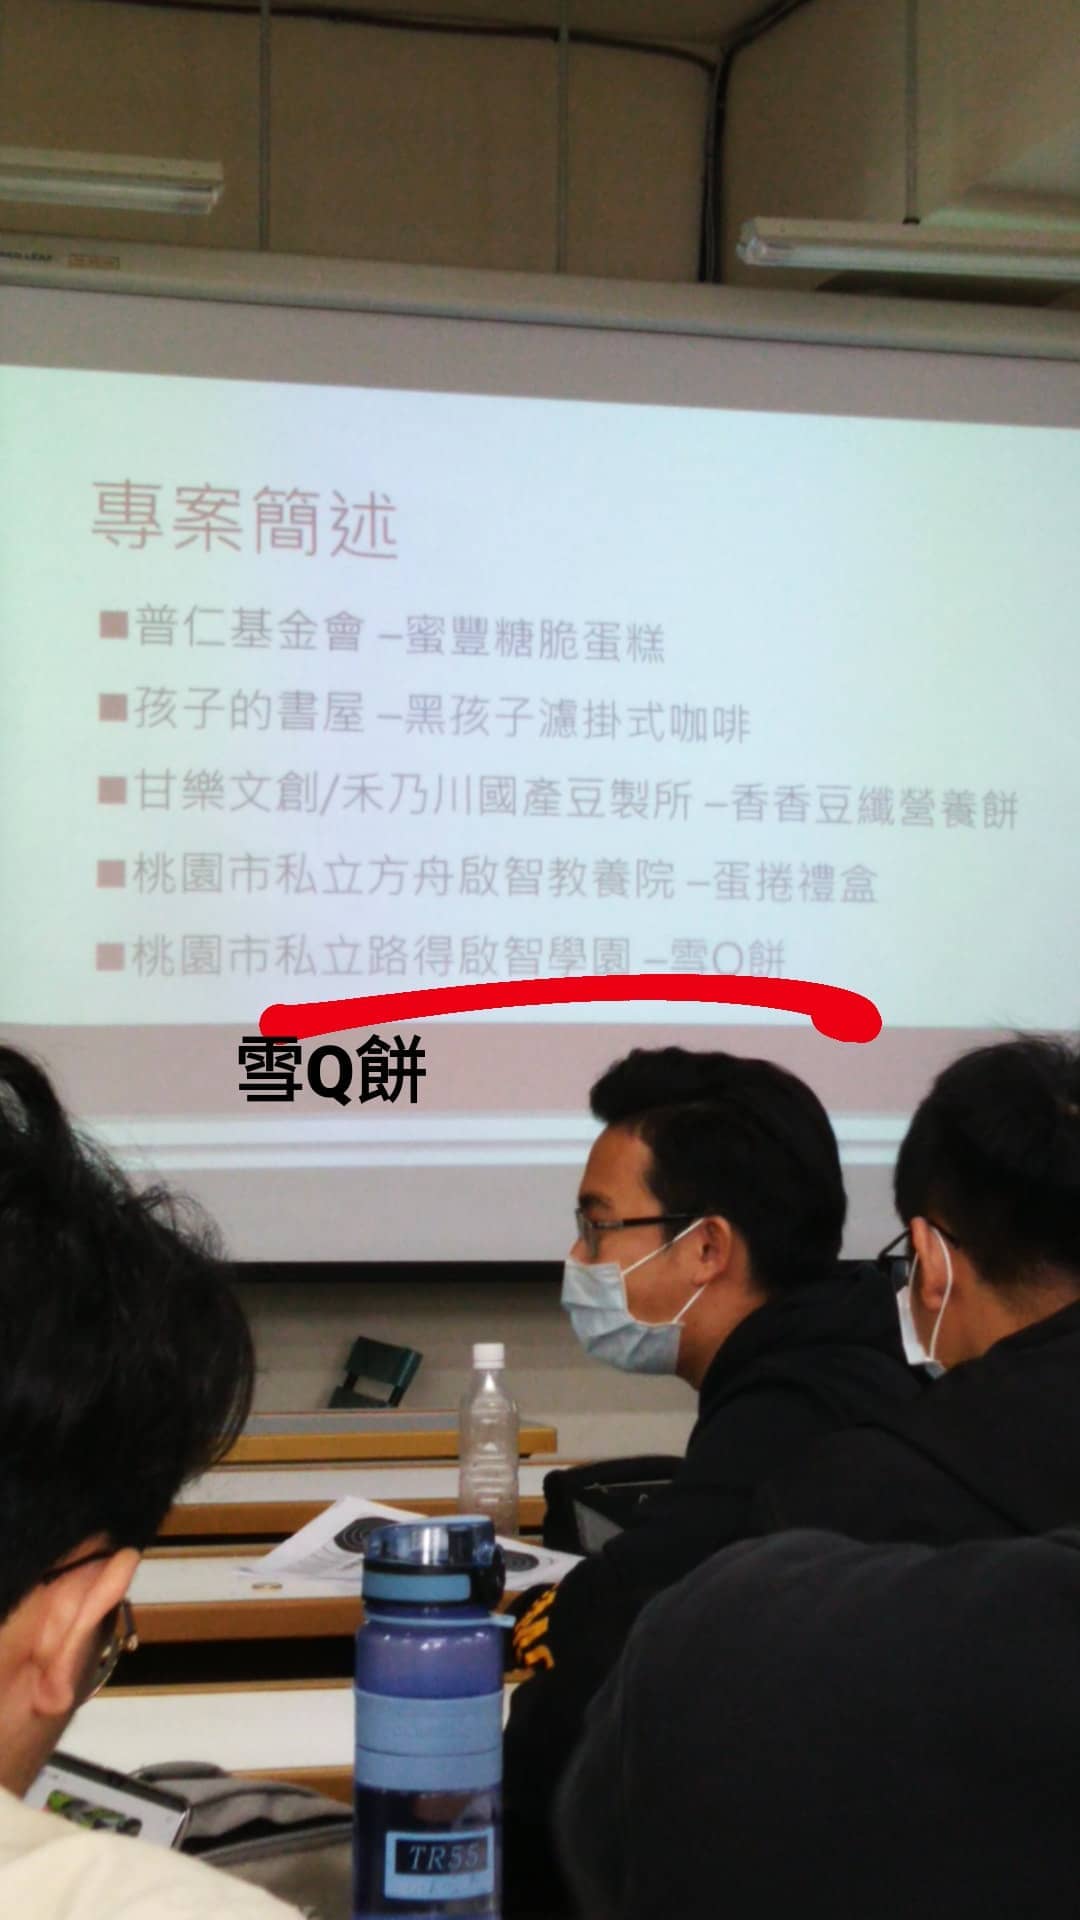 專案簡述
■普仁基金會 –蜜豐糖脆蛋糕
■孩子的書屋 –黑孩子濾掛式咖啡
■甘樂文創/禾乃川國產豆製所 –香香豆纖營養餅
■桃園市私立方舟啟智教養院 –蛋捲禮盒
■桃園市私立路得啟智學園 –雪Q餅
雪Q餅
TR55